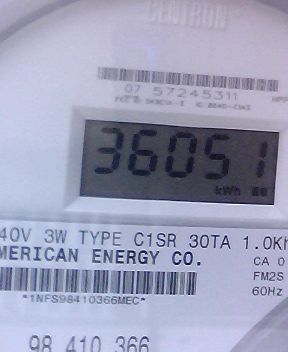 CENTRON
07 57245311
36051
kWh
40V 3W TYPE C1SR 30TA 1.0Kh
MERICAN ENERGY CO.
CA 0
FM2S
60Hz
*1NFS98410366MEC*
98 410 366